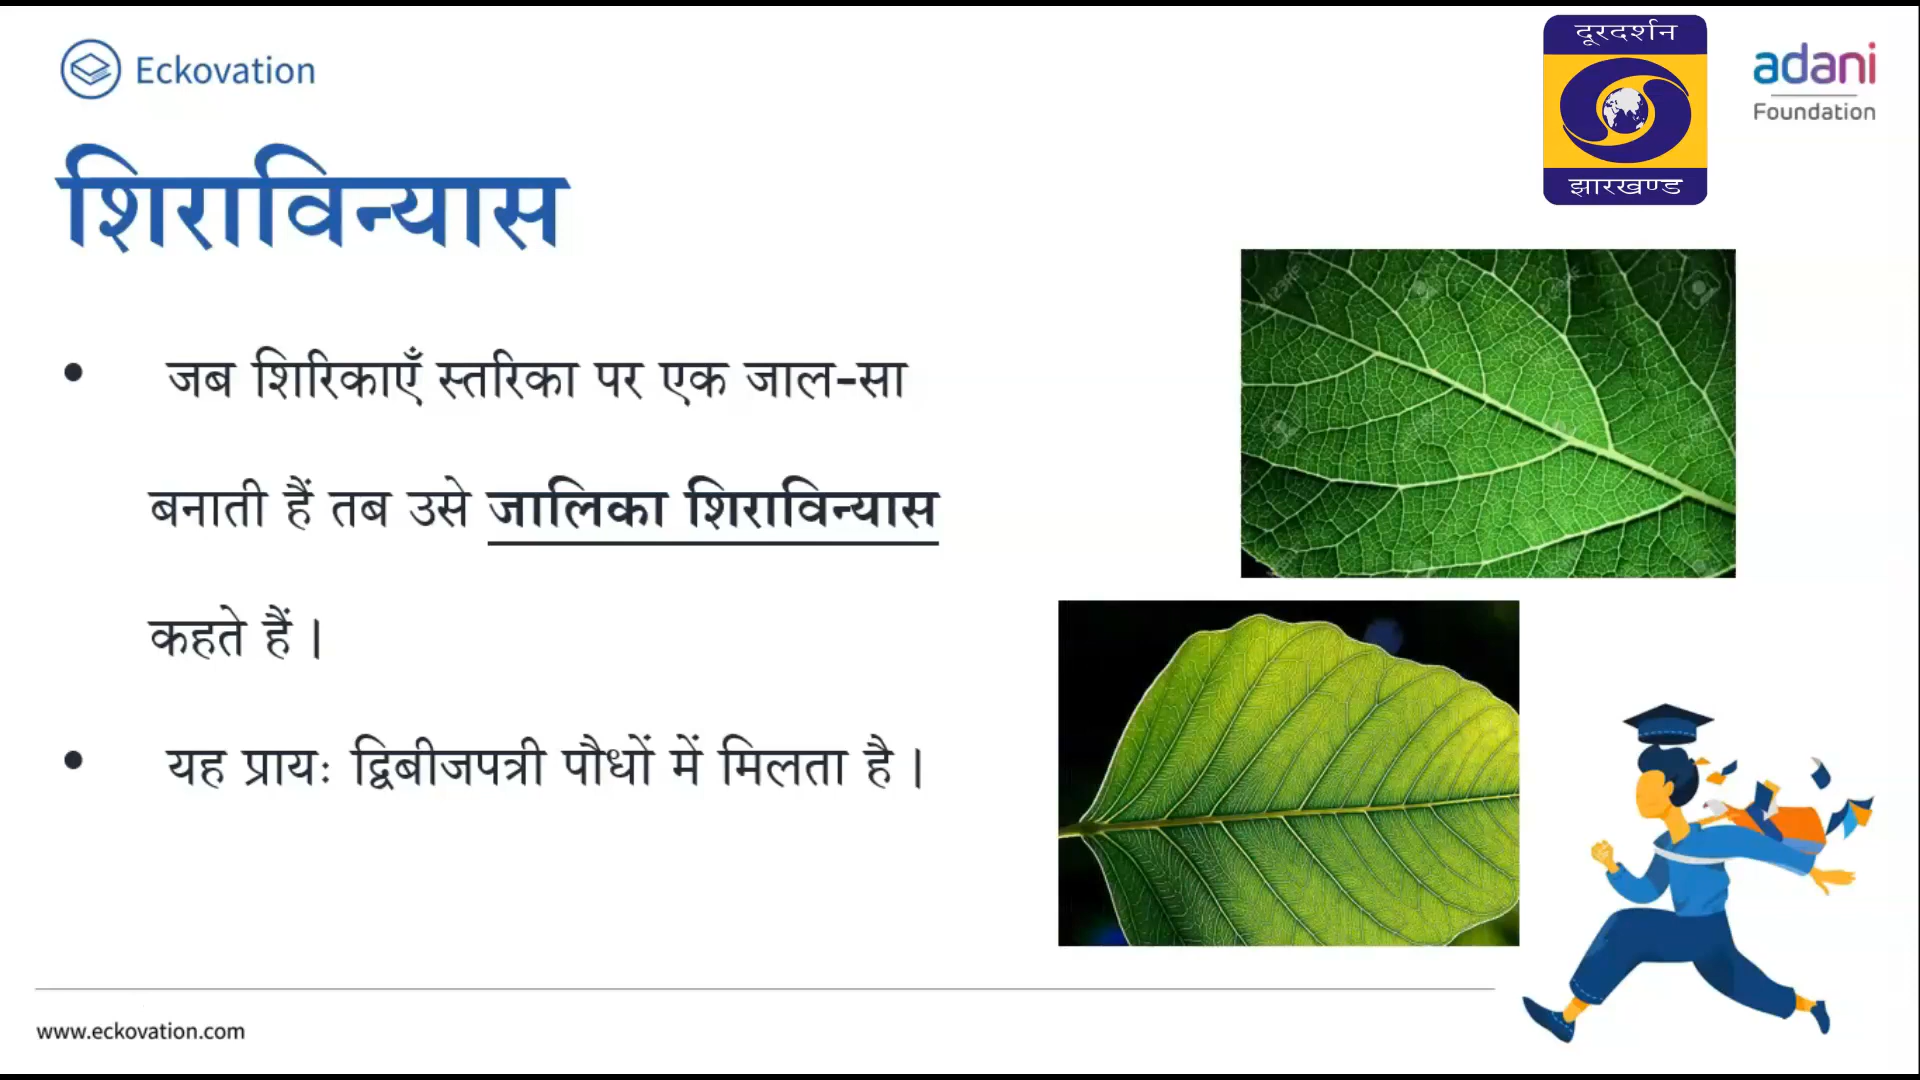 Eckovation
दूरदर्शन
झारखण्ड
adani
Foundation
शिराविन्यास
• जब शिरिकाएँ स्तरिका पर एक जाल-सा
बनाती हैं तब उसे जालिका शिराविन्यास
कहते हैं।
• यह प्रायः द्विबीजपत्री पौधों में मिलता है।
www.eckovation.com